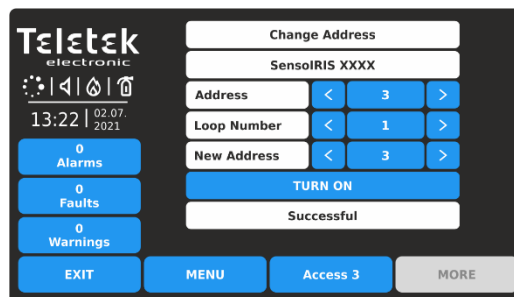 Teletek
electronic
13:22 | 02.07.
2021
0
Alarms
0
Faults
0
Warnings
Change Address
SensoIRIS XXXX
Address < 3 >
Loop Number < 1 >
New Address < 3 >
TURN ON
Successful
EXIT MENU Access 3 MORE